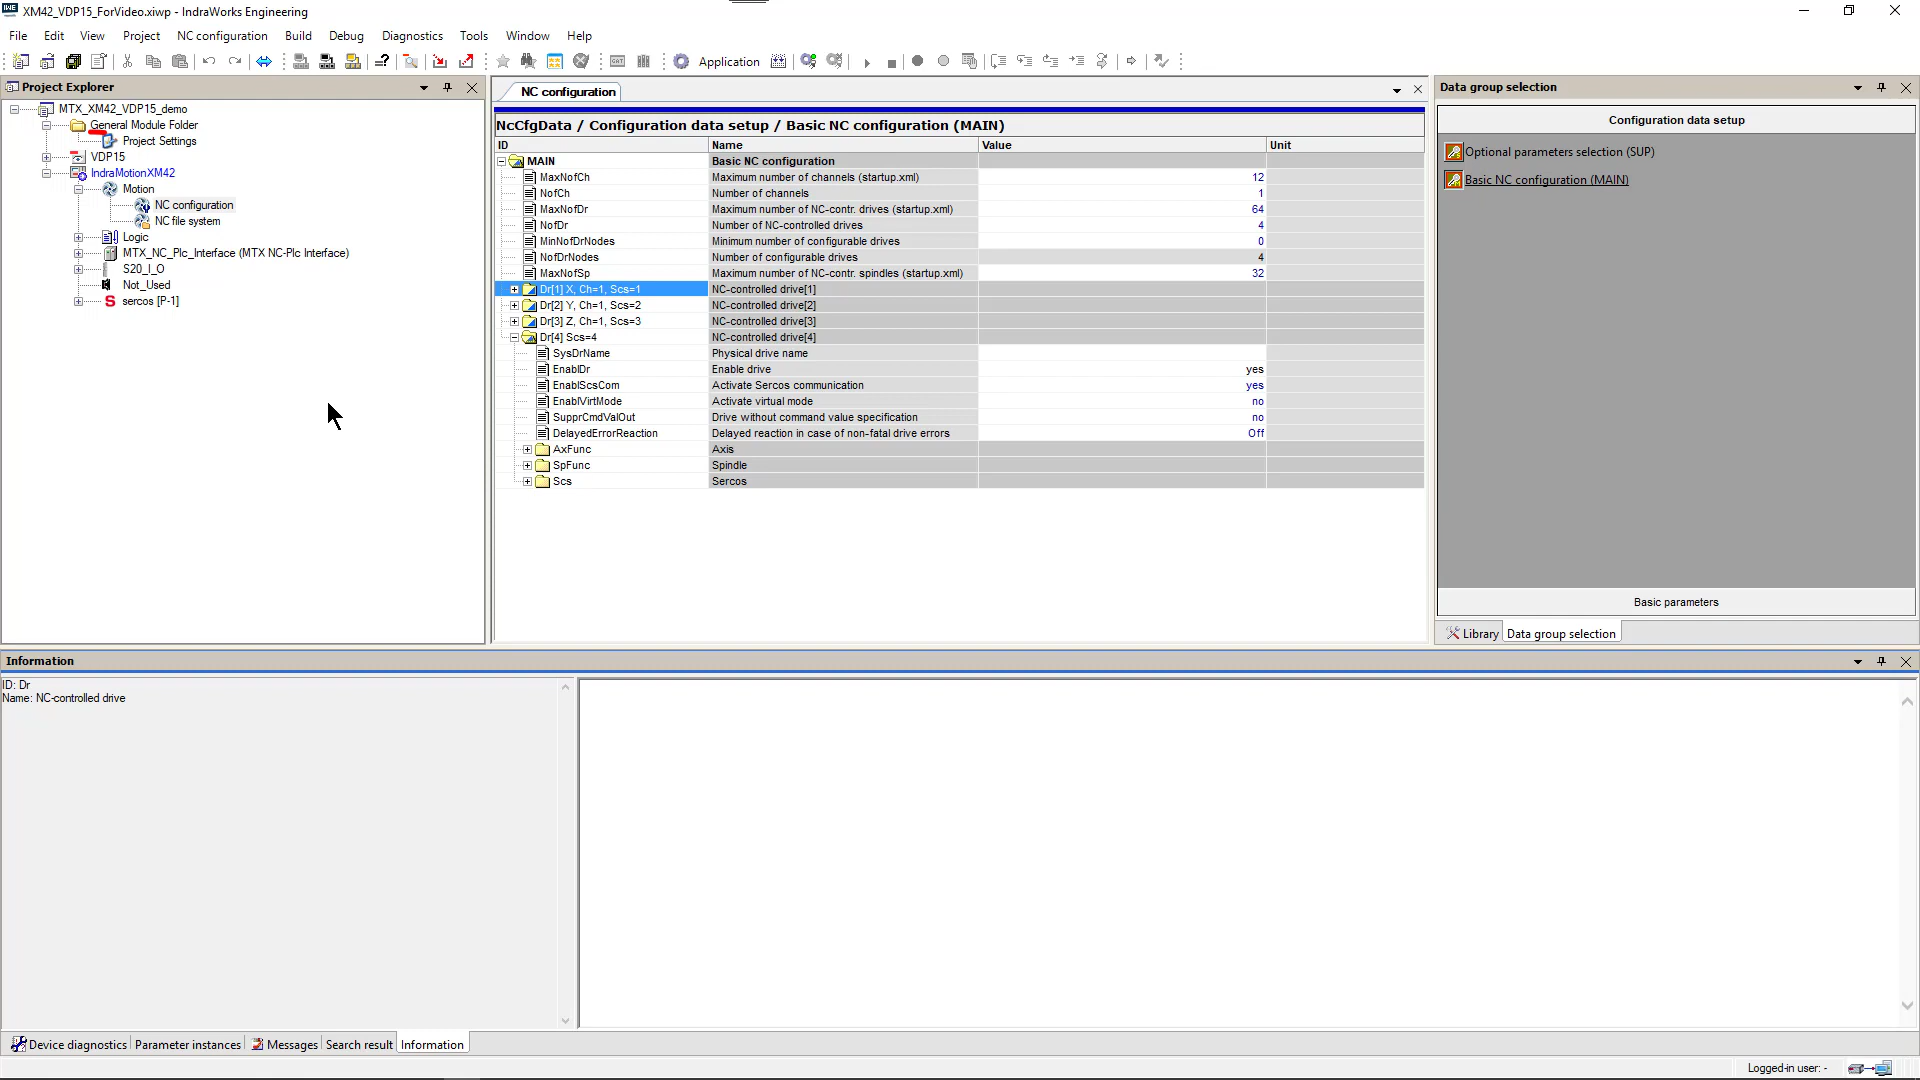 XM42_VDP15_ForVideo.xiwp - IndraWorks Engineering
File Edit View Project NC configuration Build Debug Diagnostics Tools Window Help
Application
Project Explorer
MTX_XM42_VDP15_demo
General Module Folder
Project Settings
VDP15
IndraMotionXM42
Motion
NC configuration
NC file system
Logic
MTX_NC_Plc_Interface (MTX NC-Plc Interface)
S20_I_O
Not_Used
sercos [P-1]
NC configuration
NcCfgData / Configuration data setup / Basic NC configuration (MAIN)
ID Name Value Unit
MAIN Basic NC configuration
MaxNofCh Maximum number of channels (startup.xml) 12
NofCh Number of channels 1
MaxNofDr Maximum number of NC-contr. drives (startup.xml) 64
NofDr Number of NC-controlled drives 4
MinNofDrNodes Minimum number of configurable drives 0
NofDrNodes Number of configurable drives 4
MaxNofSp Maximum number of NC-contr. spindles (startup.xml) 32
Dr[1] X, Ch=1, Scs=1 NC-controlled drive[1]
Dr[2] Y, Ch=1, Scs=2 NC-controlled drive[2]
Dr[3] Z, Ch=1, Scs=3 NC-controlled drive[3]
Dr[4] Scs=4 NC-controlled drive[4]
SysDrName Physical drive name
EnablDr Enable drive yes
EnablScsCom Activate Sercos communication yes
EnablVirtMode Activate virtual mode no
SupprCmdValOut Drive without command value specification no
DelayedErrorReaction Delayed reaction in case of non-fatal drive errors Off
AxFunc Axis
SpFunc Spindle
Scs Sercos
Data group selection
Configuration data setup
Optional parameters selection (SUP)
Basic NC configuration (MAIN)
Basic parameters
Library Data group selection
Information
ID: Dr
Name: NC-controlled drive
Device diagnostics Parameter instances Messages Search result Information
Logged-in user: -